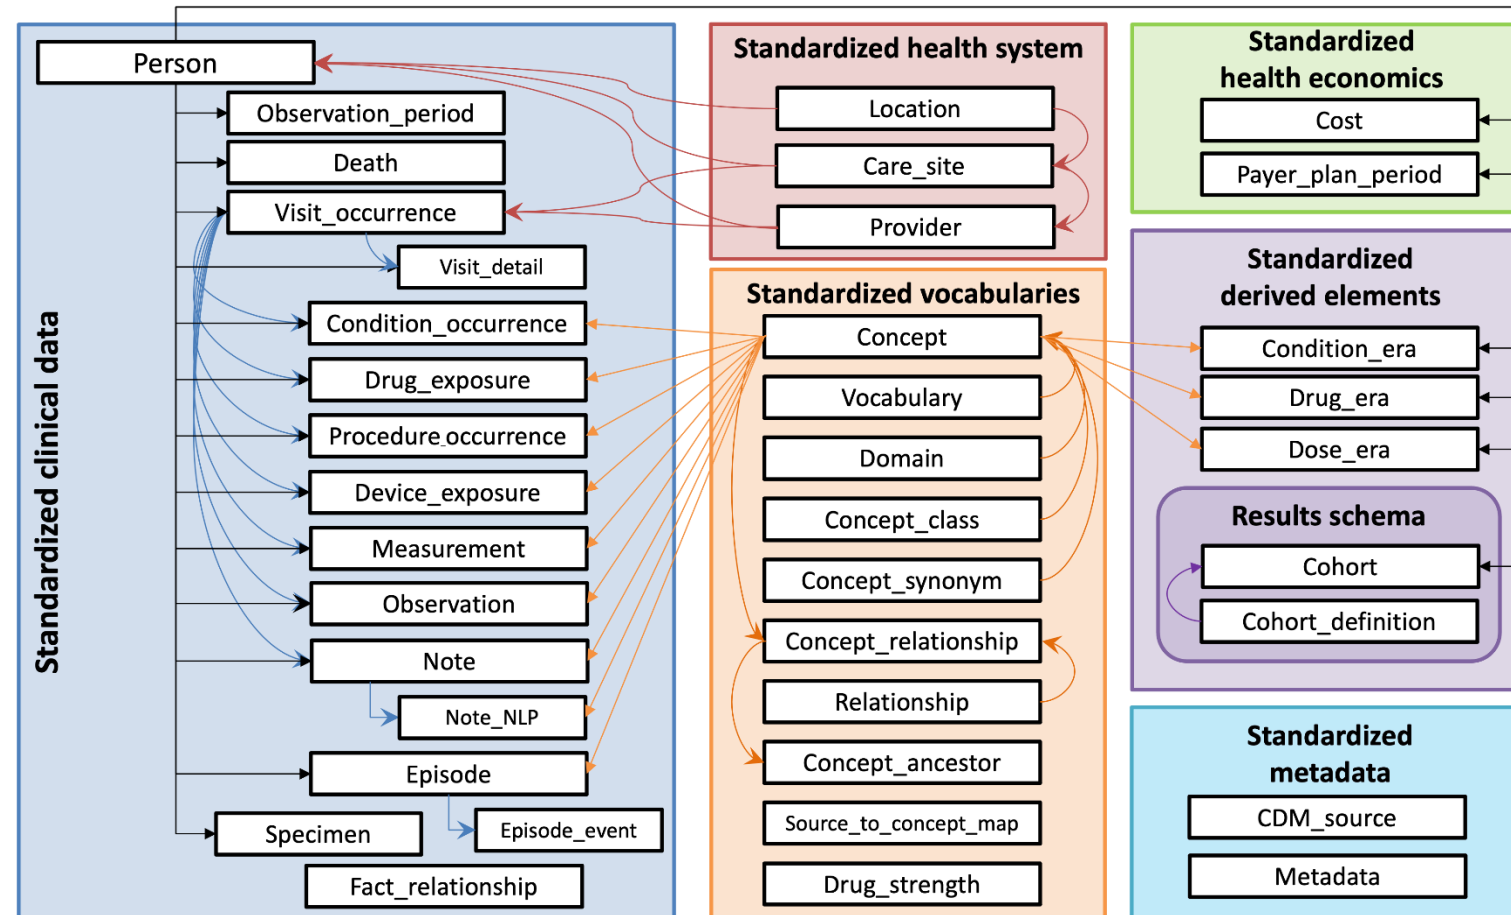 Standardized clinical data
Person
Observation_period
Death
Visit_occurrence
Visit_detail
Condition_occurrence
Drug_exposure
Procedure_occurrence
Device_exposure
Measurement
Observation
Note
Note_NLP
Episode
Episode_event
Specimen
Fact_relationship
Standardized health system
Location
Care_site
Provider
Standardized vocabularies
Concept
Vocabulary
Domain
Concept_class
Concept_synonym
Concept_relationship
Relationship
Concept_ancestor
Source_to_concept_map
Drug_strength
Standardized
health economics
Cost
Payer_plan_period
Standardized
derived elements
Condition_era
Drug_era
Dose_era
Results schema
Cohort
Cohort_definition
Standardized
metadata
CDM_source
Metadata